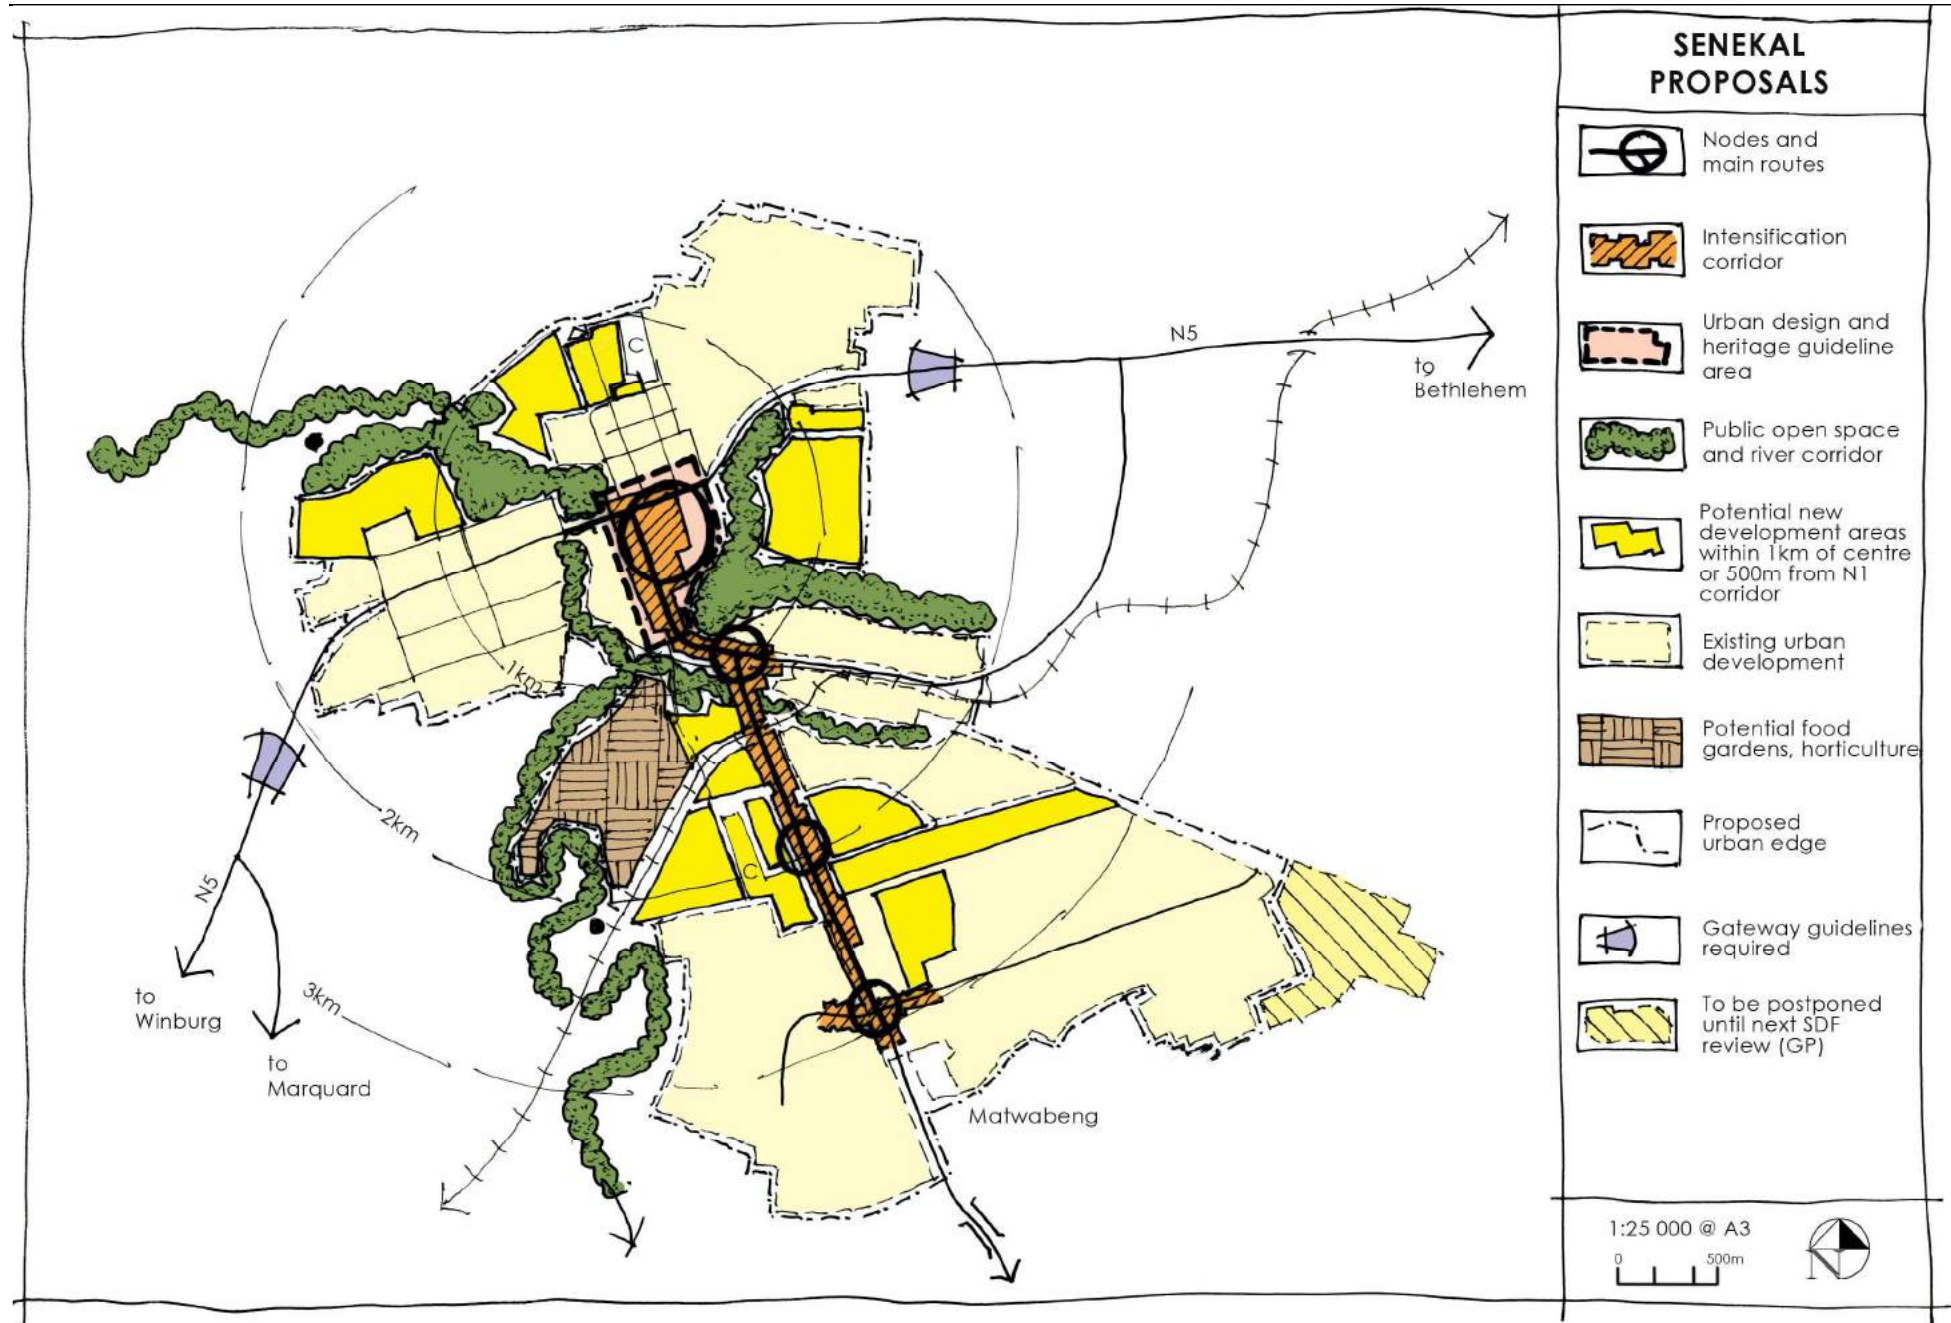 SENEKAL
PROPOSALS
Nodes and
main routes
Intensification
corridor
Urban design and
heritage guideline
area
Public open space
and river corridor
Potential new
development areas
within 1km of centre
or 500m from N1
corridor
Existing urban
development
Potential food
gardens, horticulture
Proposed
urban edge
Gateway guidelines
required
To be postponed
until next SDF
review (GP)
1:25 000 @ A3
0 500m
N
N5
to
Bethlehem
C
1km
2km
C
N5
3km
to
Winburg
to
Marquard
Matwabeng